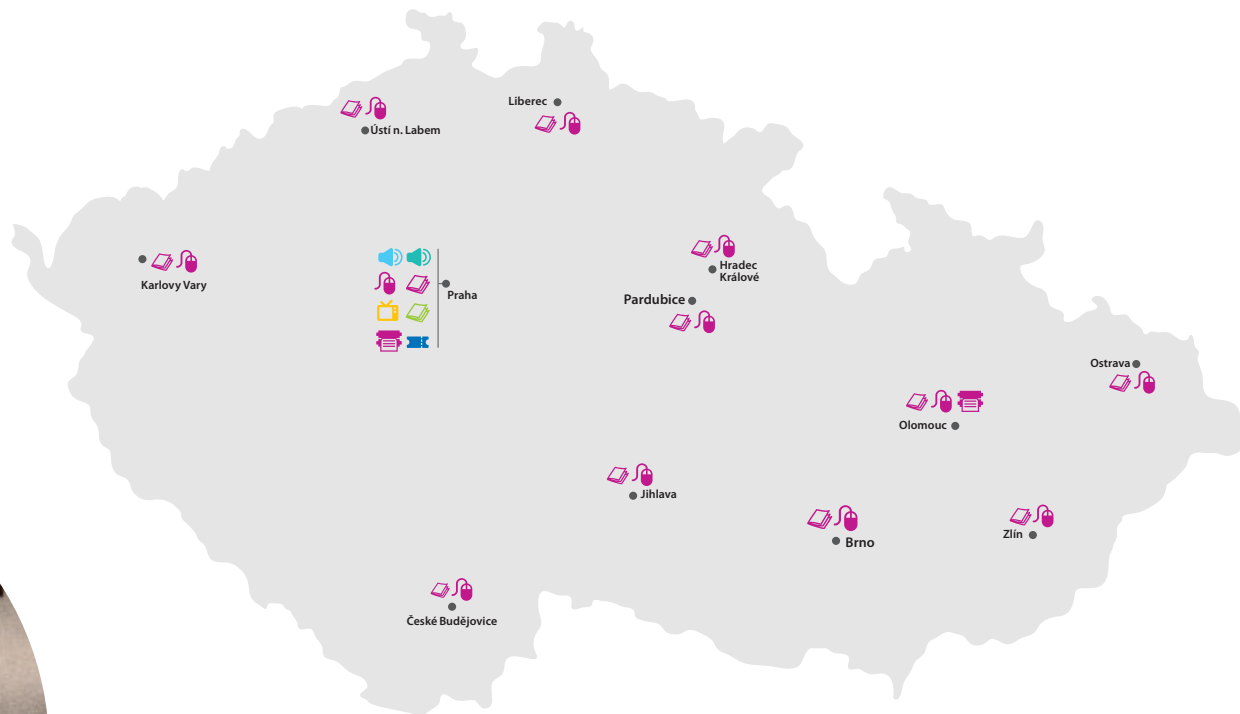 Liberec
Ústí n. Labem
Karlovy Vary
Praha
Hradec
Králové
Pardubice
Ostrava
Olomouc
Jihlava
Brno
Zlín
České Budějovice